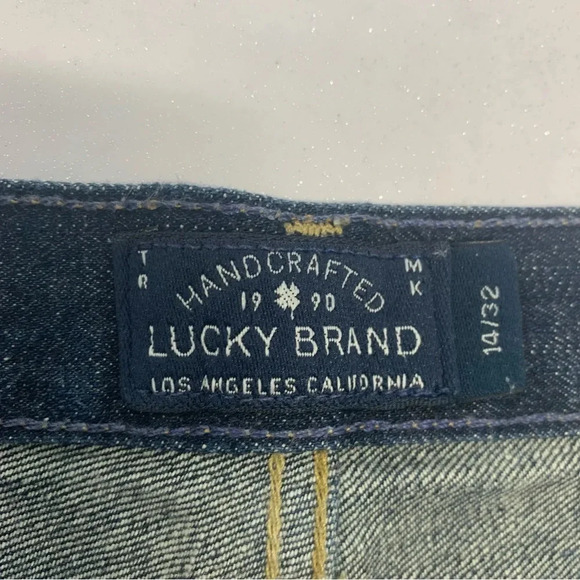 TR MK
HANDCRAFTED
19 90
LUCKY BRAND
LOS ANGELES CALIFORNIA
14/32